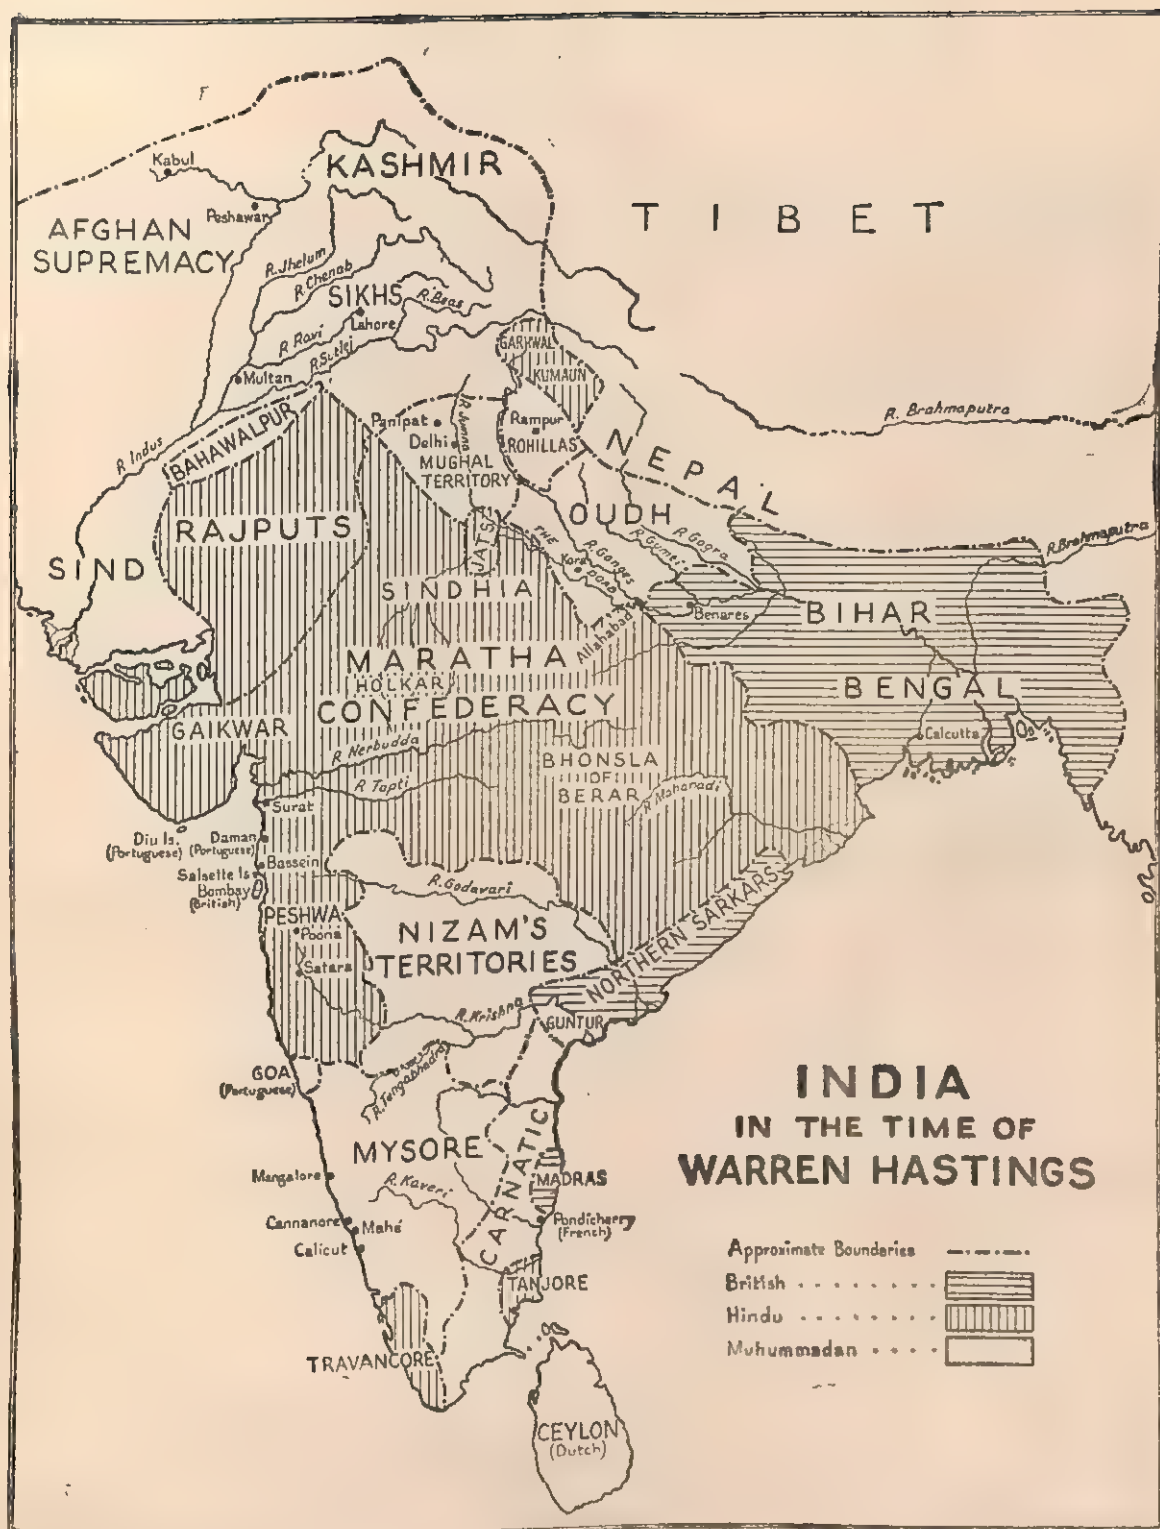 KASHMIR
Kabul
Peshawar
AFGHAN
SUPREMACY
TIBET
R. Jhelum
R. Chenab
SIKHS
R. Beas
Lahore
R. Ravi
R. Sutlej
Multan
GARHWAL
KUMAUN
R. Brahmaputra
R. Indus
BAHAWALPUR
Panipat
R. Jumna
Delhi
MUGHAL
TERRITORY
Rampur
ROHILLAS
NEPAL
RAJPUTS
SIND
JATS
OUDH
THE
DOAB
Kora
R. Ganges
R. Gumti
R. Gogra
R. Brahmaputra
SINDHIA
Benares
Allahabad
BIHAR
MARATHA
HOLKAR
CONFEDERACY
BENGAL
GAIKWAR
Calcutta
R. Nerbudda
BHONSLA
OF
BERAR
R. Tapti
R. Mahanadi
Surat
Diu Is.
(Portuguese)
Daman
(Portuguese)
Bassein
Salsette Is
Bombay
(British)
R. Godavari
PESHWA
Poona
Satara
NIZAM'S
TERRITORIES
NORTHERN SARKARS
R. Krishna
GUNTUR
GOA
(Portuguese)
R. Tungabhadra
MYSORE
CARNATIC
MADRAS
Mangalore
R. Kaveri
Cannanore
Mahé
Calicut
Pondicherry
(French)
TANJORE
TRAVANCORE
CEYLON
(Dutch)
INDIA
IN THE TIME OF
WARREN HASTINGS
Approximate Boundaries
British
Hindu
Muhummadan